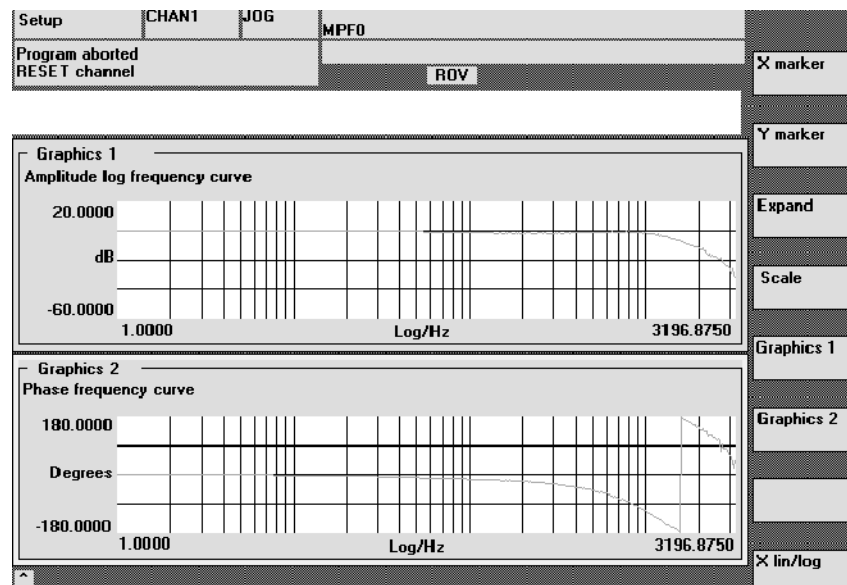 Setup
CHAN1
JOG
MPF0
Program aborted
RESET channel
ROV
X marker
Y marker
Expand
Scale
Graphics 1
Graphics 2
X lin/log
Graphics 1
Amplitude log frequency curve
20.0000
dB
-60.0000
1.0000
Log/Hz
3196.8750
Graphics 2
Phase frequency curve
180.0000
Degrees
-180.0000
1.0000
Log/Hz
3196.8750
^